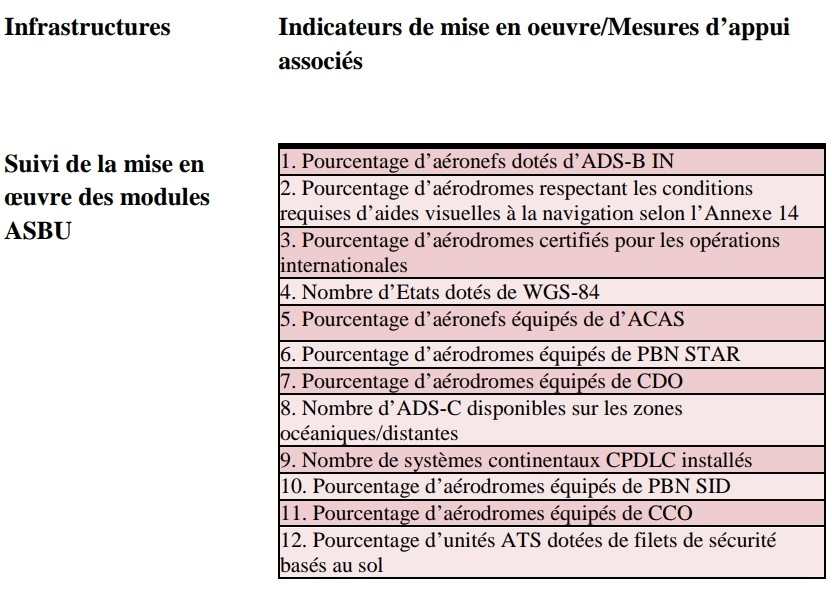 Infrastructures
Indicateurs de mise en oeuvre/Mesures d’appui
associés
Suivi de la mise en
œuvre des modules
ASBU
1. Pourcentage d’aéronefs dotés d’ADS-B IN
2. Pourcentage d’aérodromes respectant les conditions
requises d’aides visuelles à la navigation selon l’Annexe 14
3. Pourcentage d’aérodromes certifiés pour les opérations
internationales
4. Nombre d’Etats dotés de WGS-84
5. Pourcentage d’aéronefs équipés de d’ACAS
6. Pourcentage d’aérodromes équipés de PBN STAR
7. Pourcentage d’aérodromes équipés de CDO
8. Nombre d’ADS-C disponibles sur les zones
océaniques/distantes
9. Nombre de systèmes continentaux CPDLC installés
10. Pourcentage d’aérodromes équipés de PBN SID
11. Pourcentage d’aérodromes équipés de CCO
12. Pourcentage d’unités ATS dotées de filets de sécurité
basés au sol